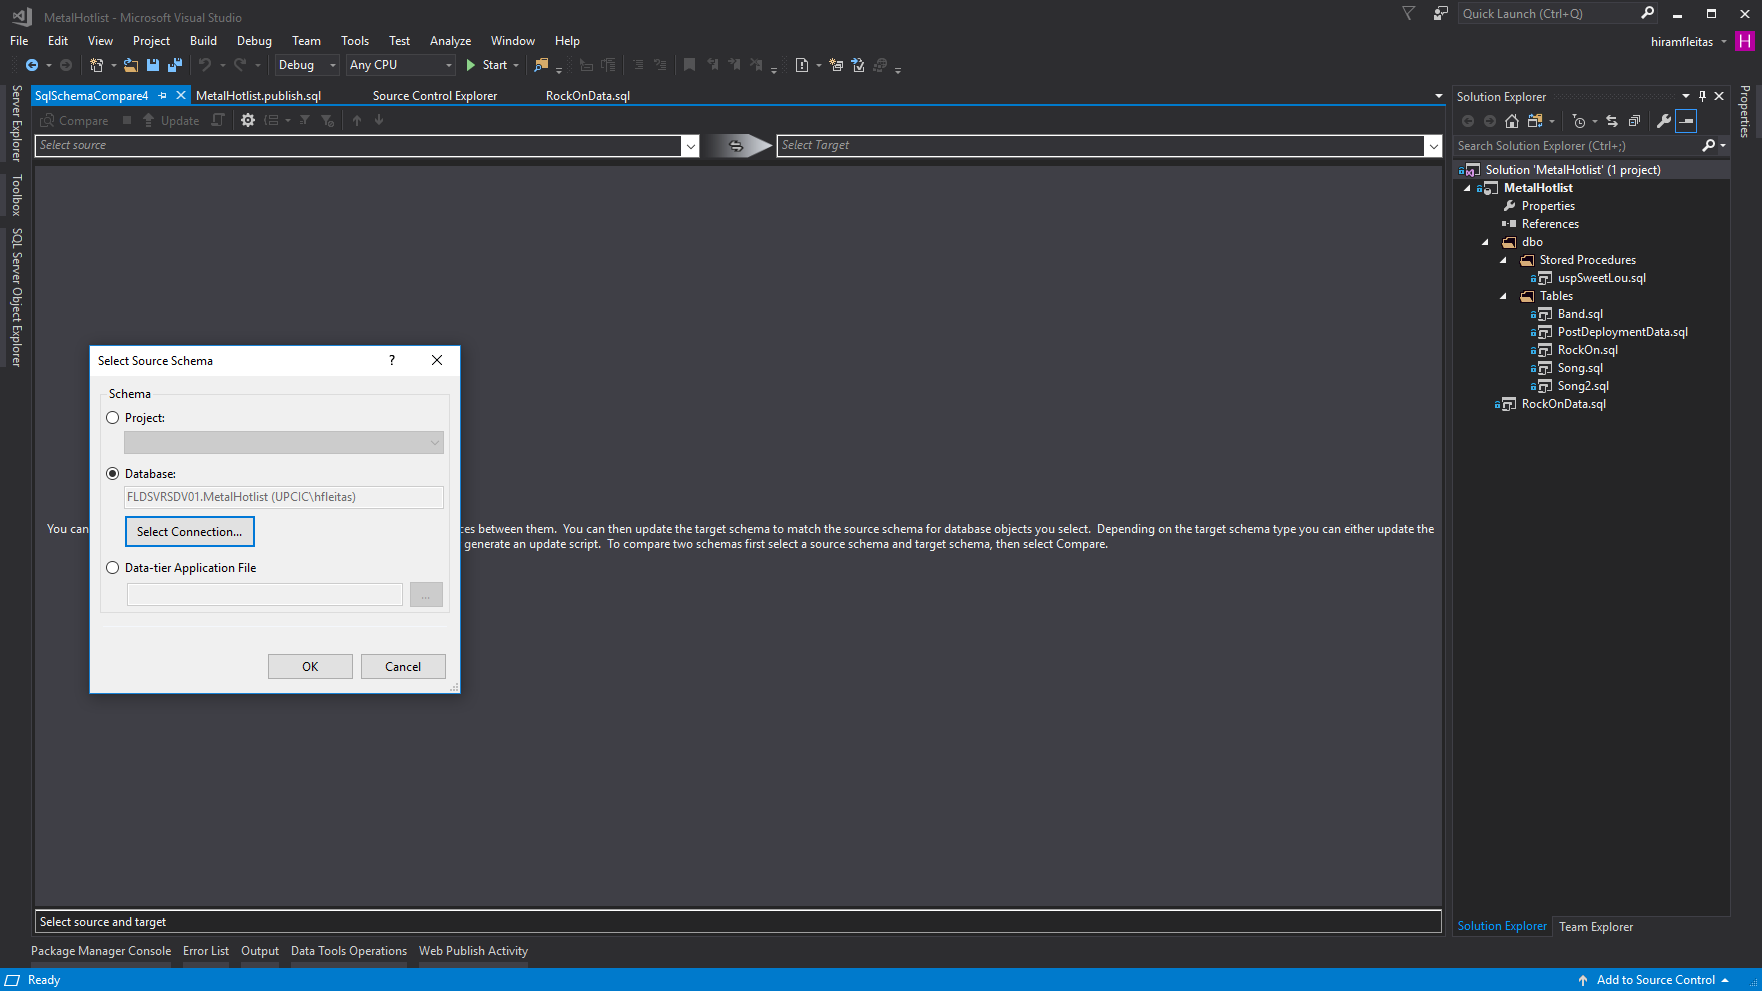 MetalHotlist - Microsoft Visual Studio
Quick Launch (Ctrl+Q)
File Edit View Project Build Debug Team Tools Test Analyze Window Help
hiramfleitas H
Debug Any CPU Start
SqlSchemaCompare4 MetalHotlist.publish.sql Source Control Explorer RockOnData.sql
Compare Update
Select source Select Target
Server Explorer
Toolbox
SQL Server Object Explorer
Select Source Schema ?
Schema
Project:
Database:
FLDSVRSDV01.MetalHotlist (UPCIC\hfleitas)
Select Connection...
Data-tier Application File
...
OK Cancel
You can ces between them. You can then update the target schema to match the source schema for database objects you select. Depending on the target schema type you can either update the
generate an update script. To compare two schemas first select a source schema and target schema, then select Compare.
Select source and target
Solution Explorer
Search Solution Explorer (Ctrl+;)
Solution 'MetalHotlist' (1 project)
MetalHotlist
Properties
References
dbo
Stored Procedures
uspSweetLou.sql
Tables
Band.sql
PostDeploymentData.sql
RockOn.sql
Song.sql
Song2.sql
RockOnData.sql
Solution Explorer Team Explorer
Properties
Package Manager Console Error List Output Data Tools Operations Web Publish Activity
Ready
Add to Source Control